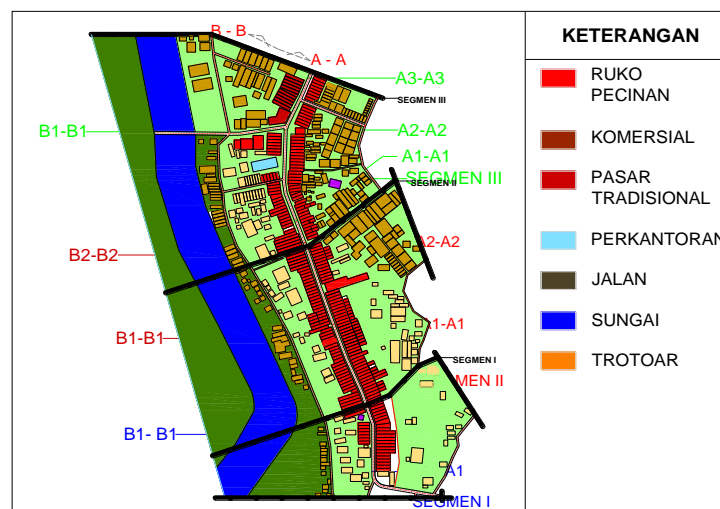 B - B
A - A
A3-A3
SEGMEN III
B1-B1
A2-A2
A1-A1
SEGMEN III
SEGMEN II
B2-B2
A2-A2
B1-B1
A1-A1
SEGMEN I
MEN II
B1- B1
A1
SEGMEN I
KETERANGAN
RUKO
PECINAN
KOMERSIAL
PASAR
TRADISIONAL
PERKANTORAN
JALAN
SUNGAI
TROTOAR